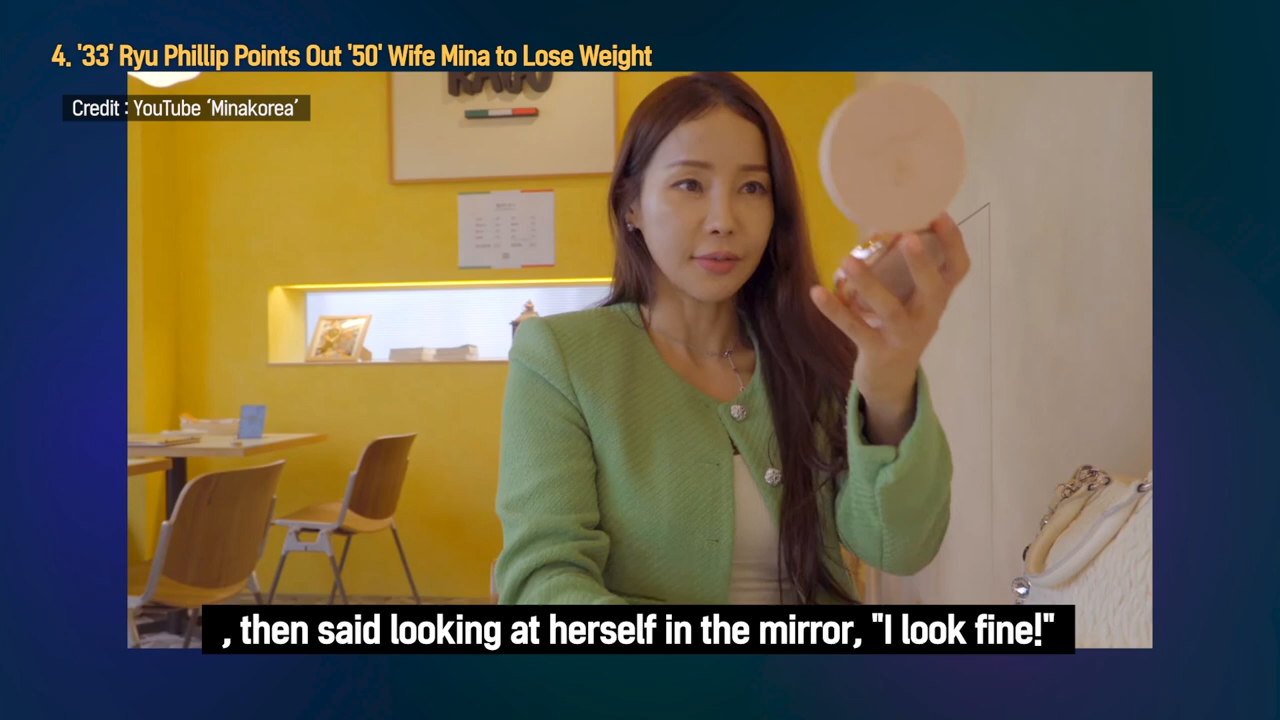 4. '33' Ryu Phillip Points Out '50' Wife Mina to Lose Weight
Credit : YouTube ‘Minakorea’
, then said looking at herself in the mirror, "I look fine!"